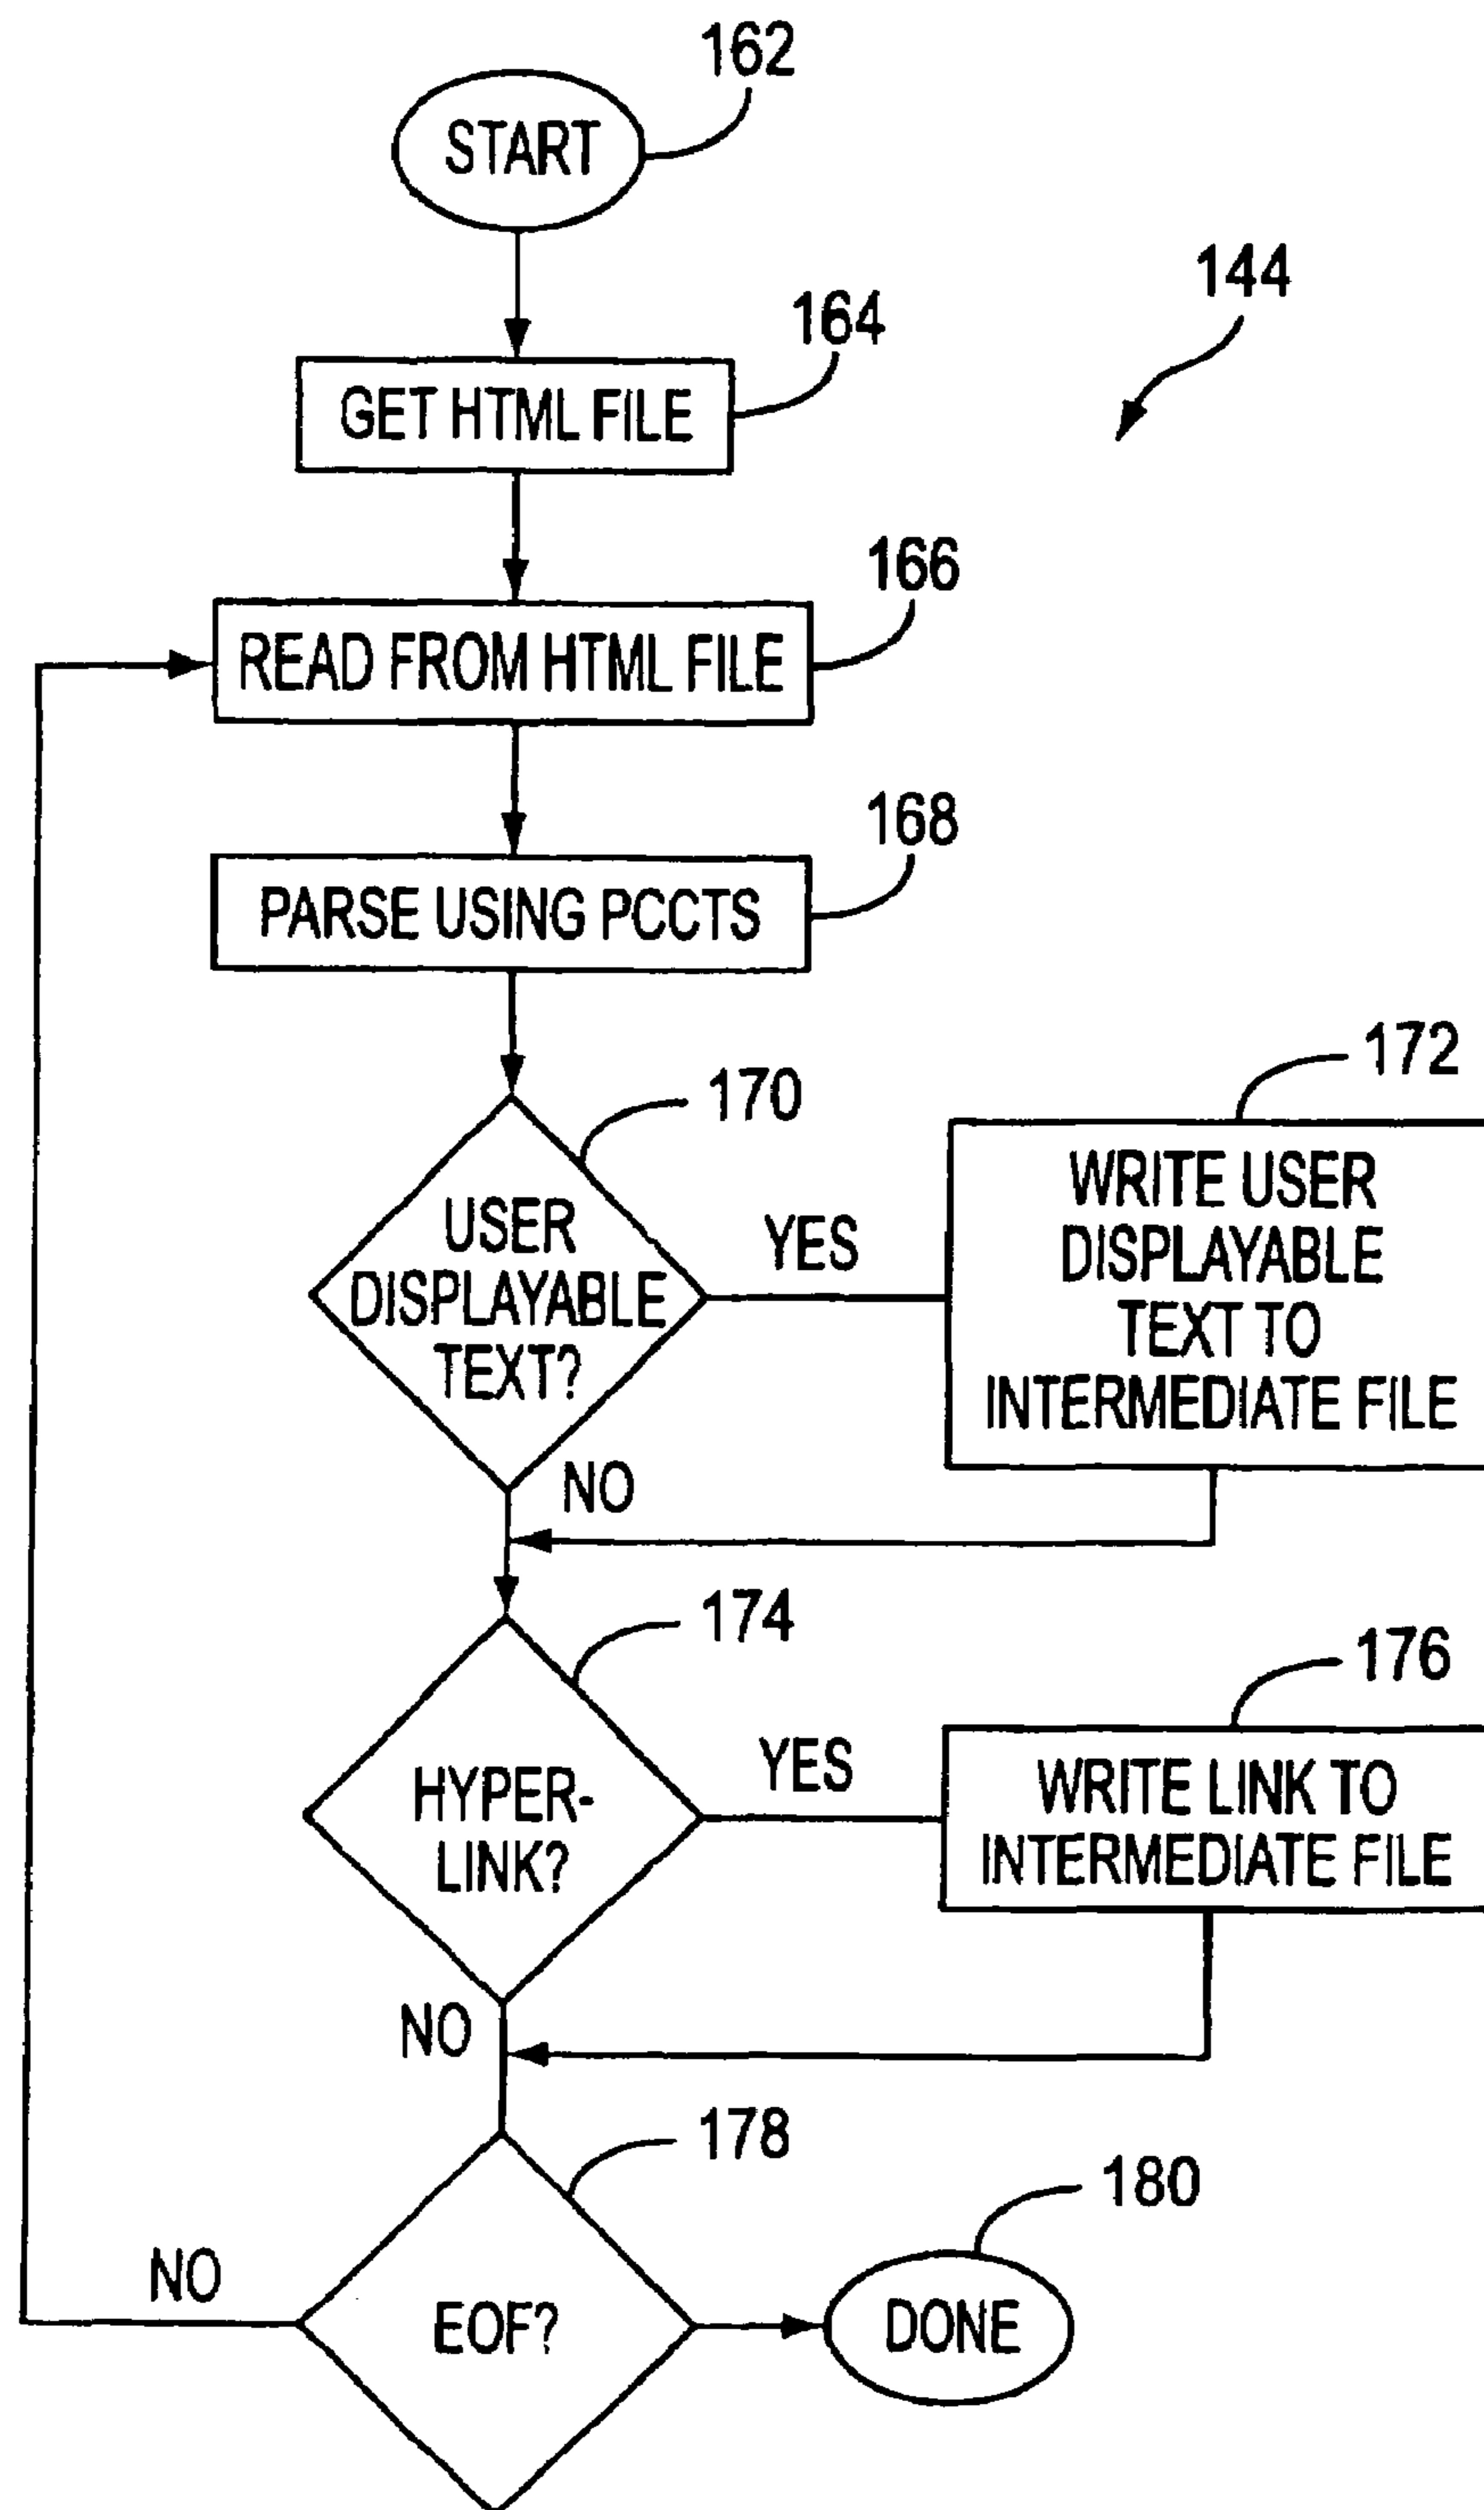 162
START
144
164
GET HTML FILE
166
READ FROM HTML FILE
168
PARSE USING PCCTS
170
USER
DISPLAYABLE
TEXT?
YES
172
WRITE USER
DISPLAYABLE
TEXT TO
INTERMEDIATE FILE
NO
174
HYPER-
LINK?
YES
176
WRITE LINK TO
INTERMEDIATE FILE
NO
178
EOF?
NO
180
DONE